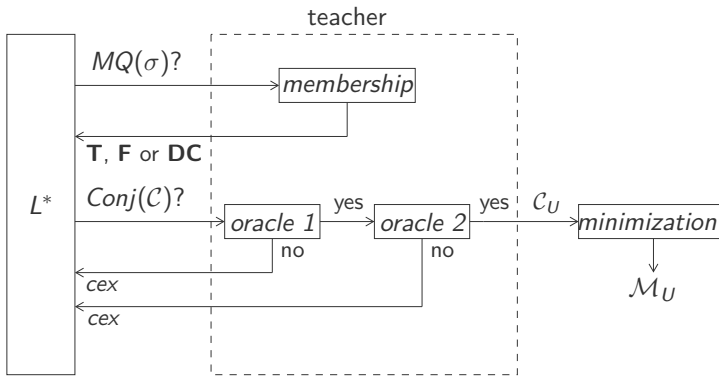 teacher
MQ(σ)?
membership
T, F or DC
L*
Conj(𝒞)?
oracle 1
yes
oracle 2
yes
𝒞_U
minimization
no
no
cex
ℳ_U
cex